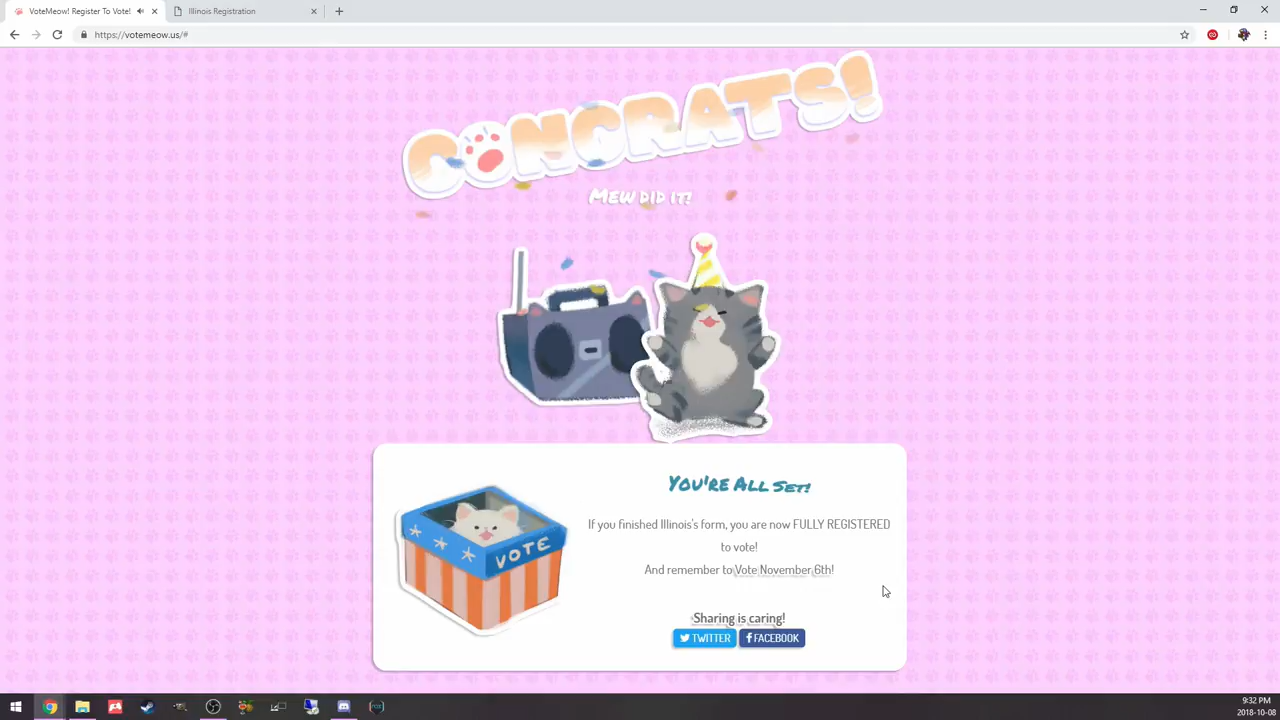 VoteMeow! Register To Vote!
Illinois Registration
https://votemeow.us/#
CONGRATS!
MEW DID IT!
YOU'RE ALL SET!
If you finished Illinois's form, you are now FULLY REGISTERED
to vote!
And remember to Vote November 6th!
VOTE
Sharing is caring!
TWITTER FACEBOOK
9:32 PM
2018-10-08